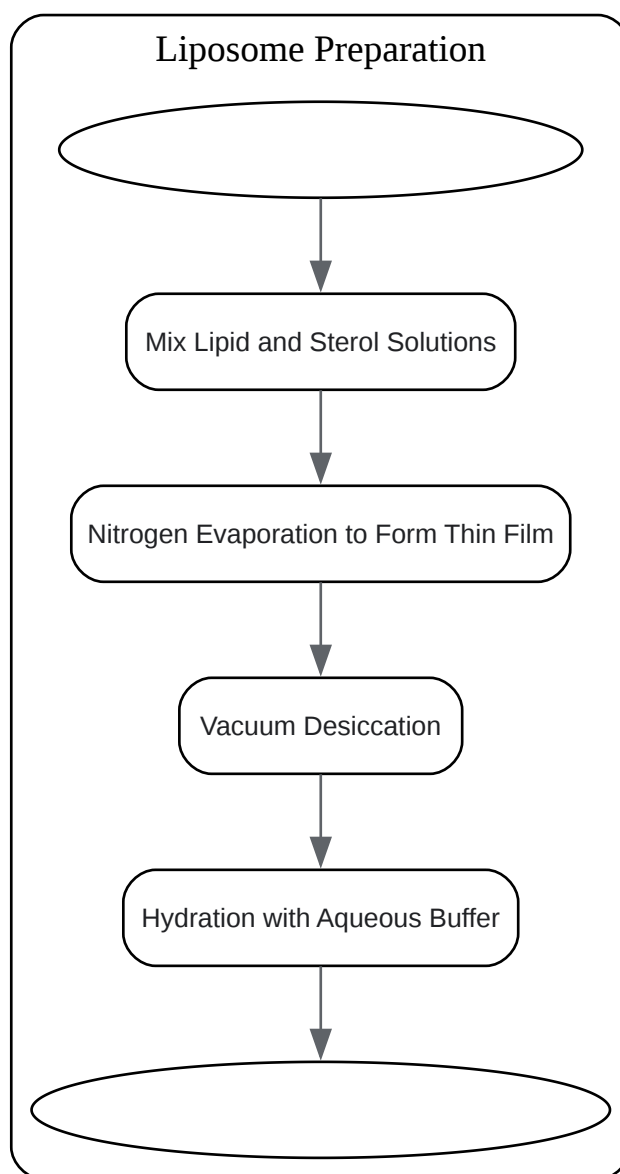 Liposome Preparation
Mix Lipid and Sterol Solutions
Nitrogen Evaporation to Form Thin Film
Vacuum Desiccation
Hydration with Aqueous Buffer